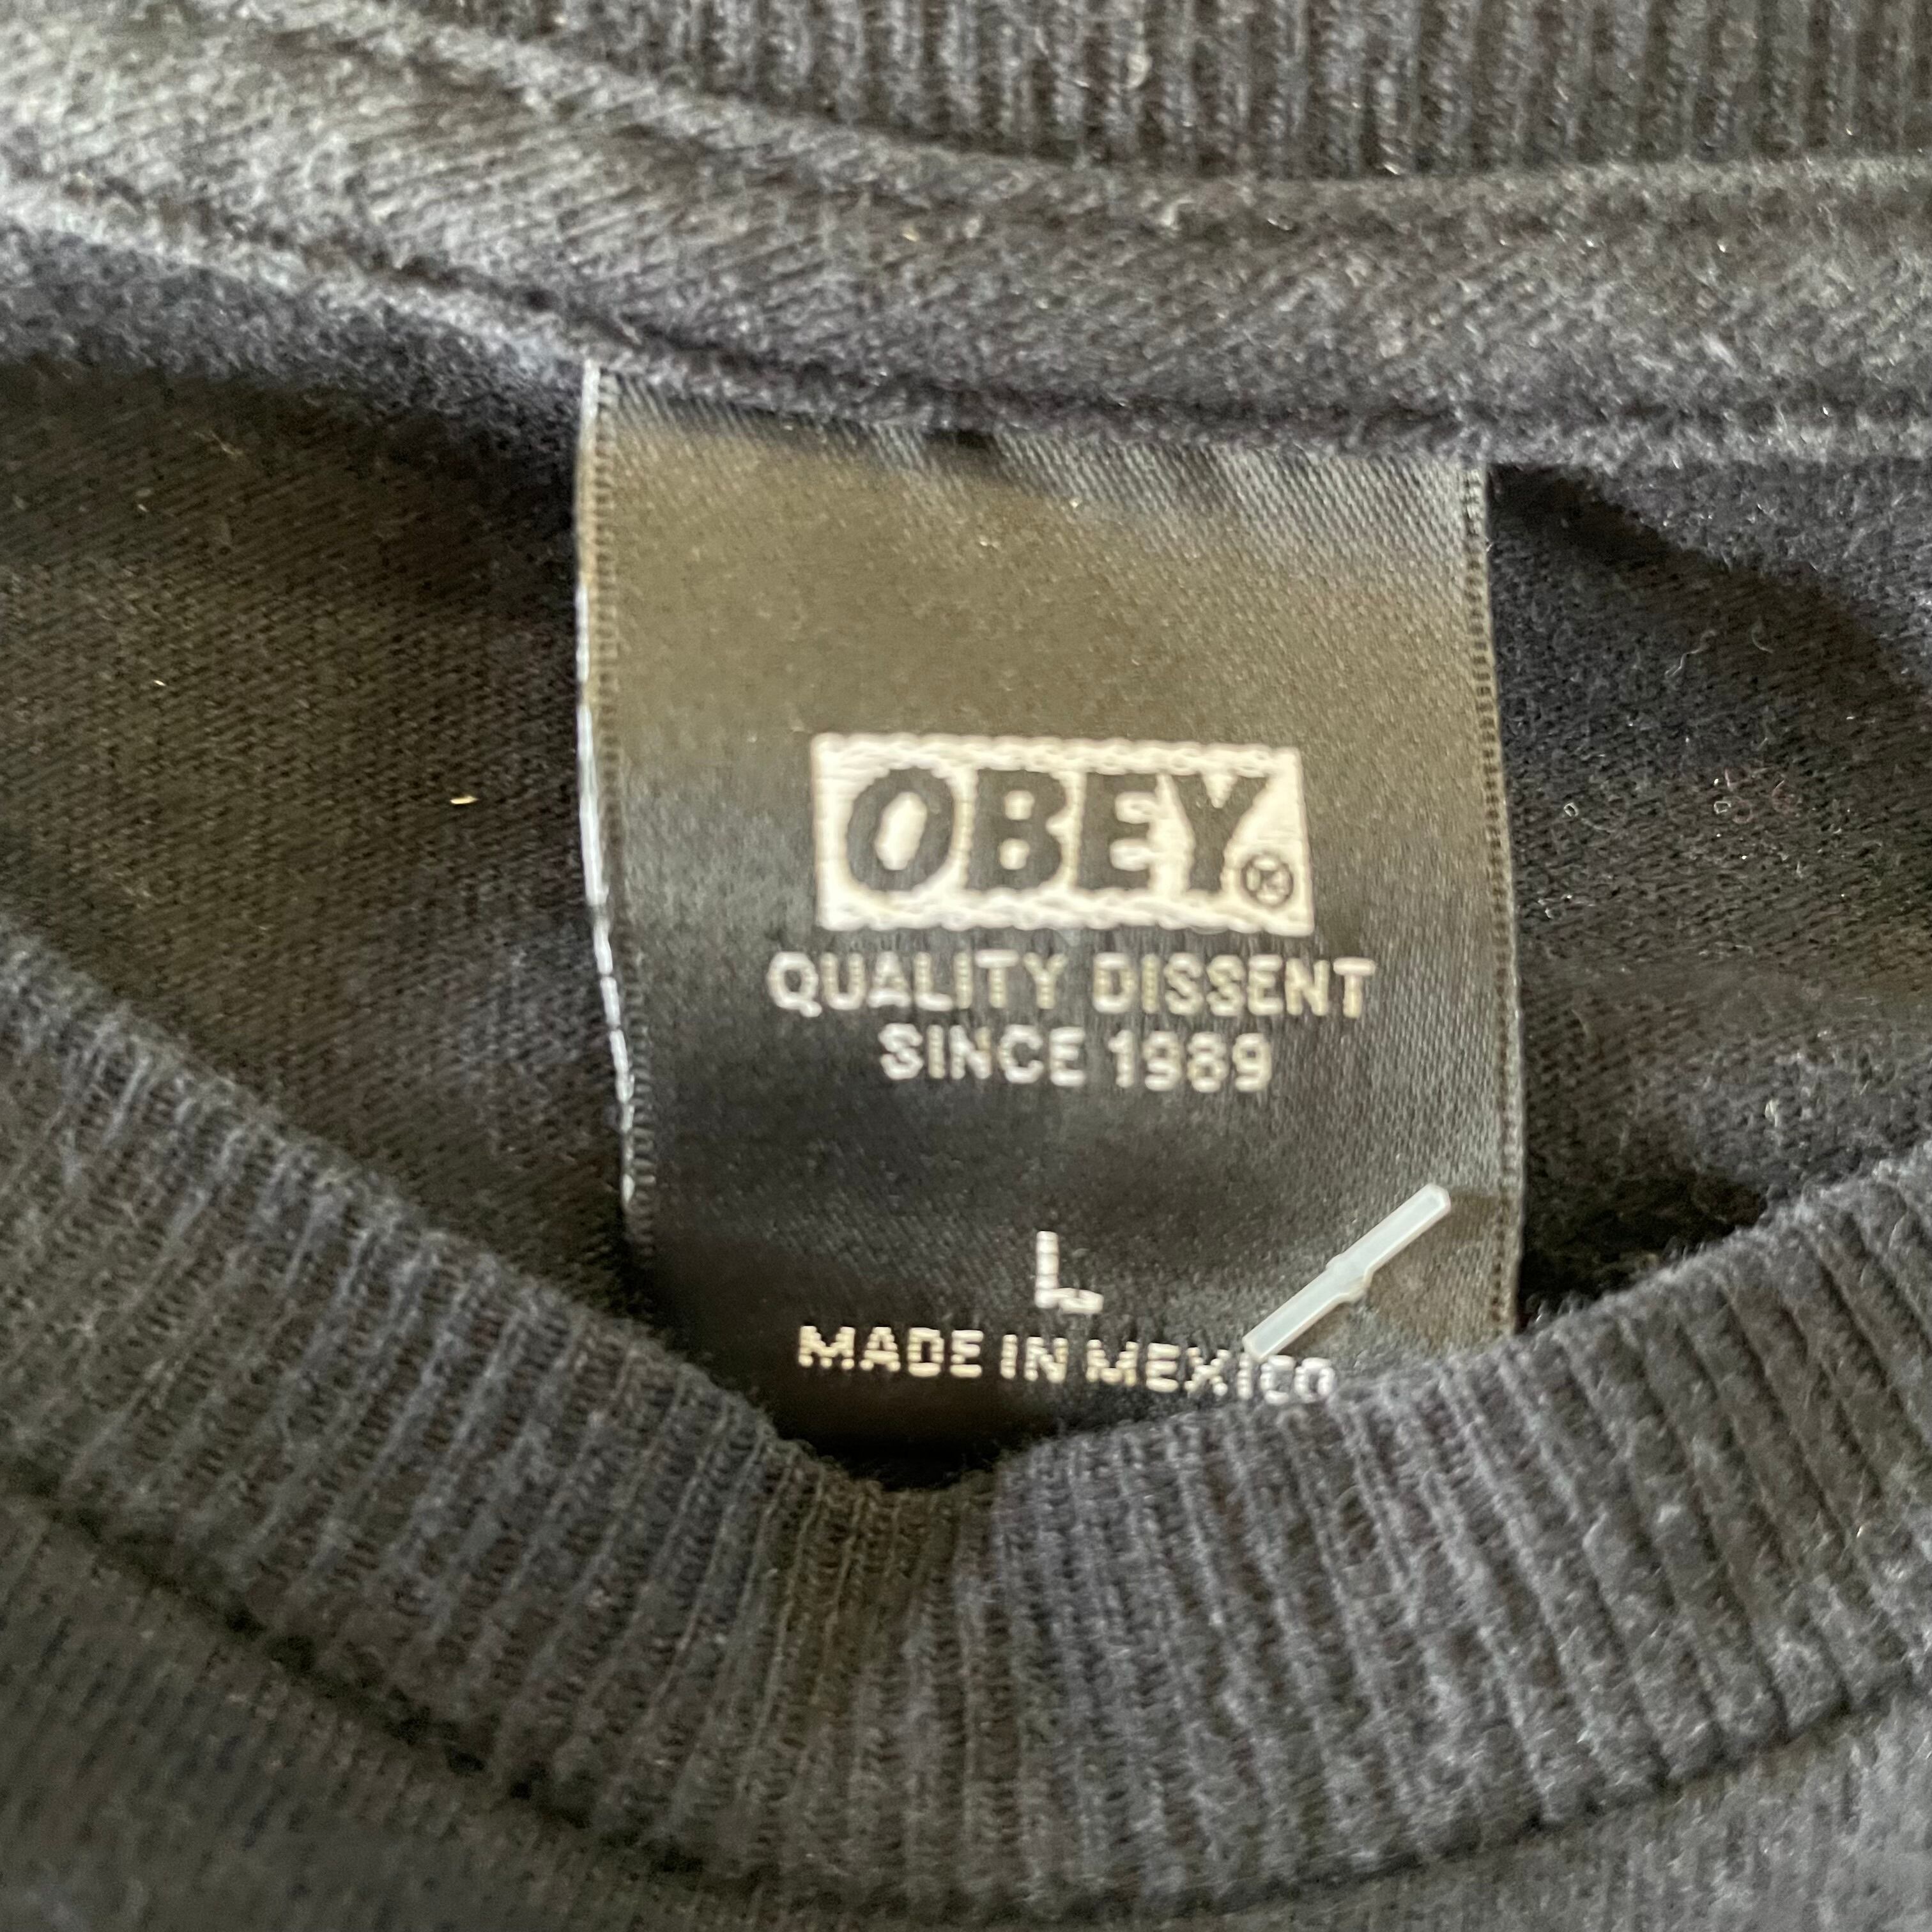 OBEY®
QUALITY DISSENT
SINCE 1989
L
MADE IN MEXICO